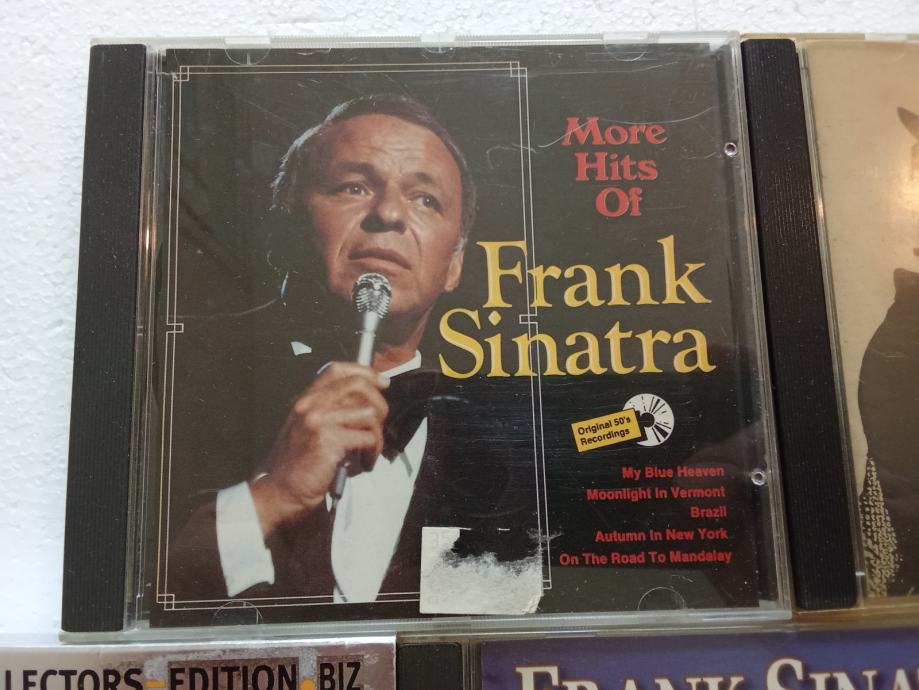 More
Hits
Of
Frank
Sinatra
Original 50's
Recordings
My Blue Heaven
Moonlight In Vermont
Brazil
Autumn In New York
On The Road To Mandalay
LECTORS-EDITION.BIZ
FRANK SINA